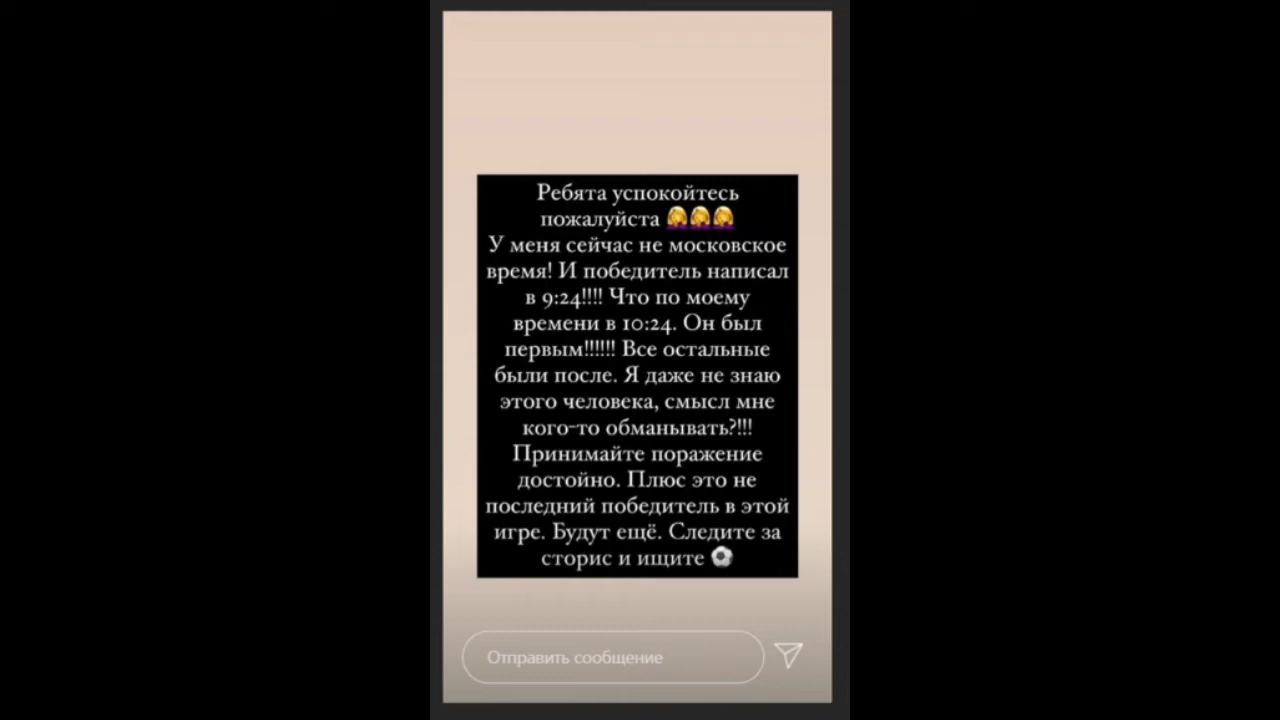 Ребята успокойтесь
пожалуйста 🤦‍♀️🤦‍♀️🤦‍♀️
У меня сейчас не московское
время! И победитель написал
в 9:24!!!! Что по моему
времени в 10:24. Он был
первым!!!!!! Все остальные
были после. Я даже не знаю
этого человека, смысл мне
кого-то обманывать?!!!
Принимайте поражение
достойно. Плюс это не
последний победитель в этой
игре. Будут ещё. Следите за
сторис и ищите ⚽
Отправить сообщение